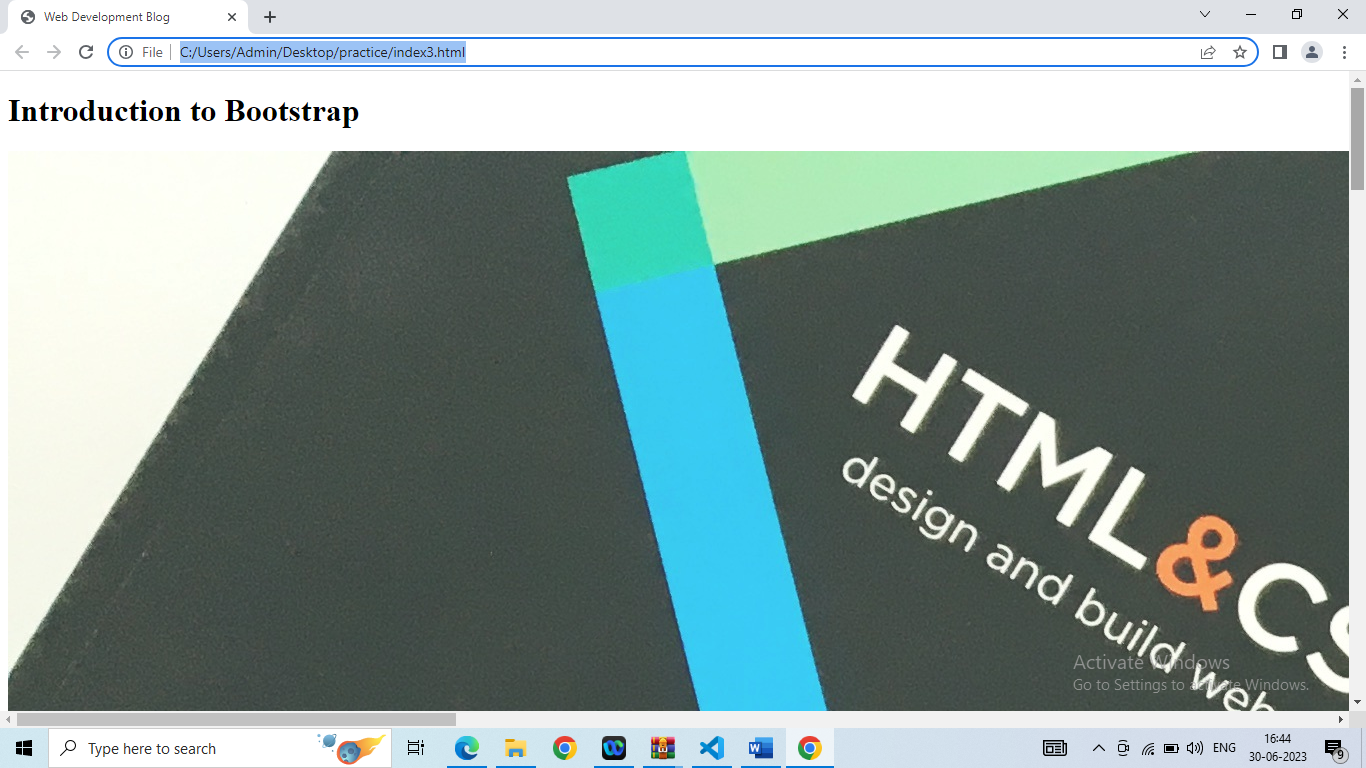 Web Development Blog
File
C:/Users/Admin/Desktop/practice/index3.html
Introduction to Bootstrap
HTML&CS
design and build web
Activate Windows
Go to Settings to activate Windows.
Type here to search
ENG
16:44
30-06-2023
9